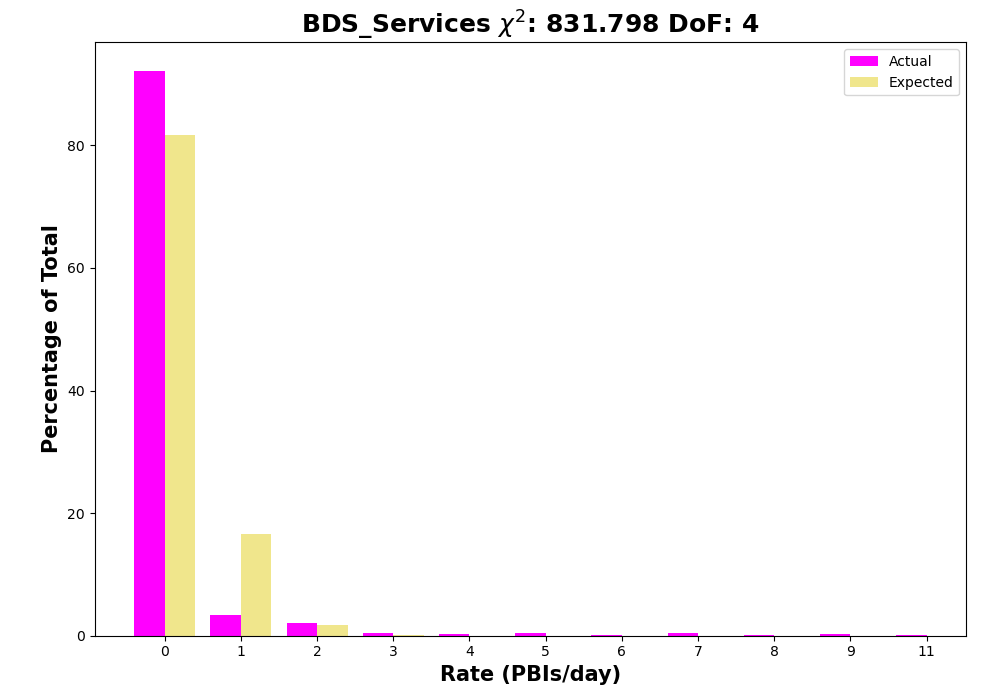 BDS_Services χ²: 831.798 DoF: 4
Actual
Expected
Percentage of Total
80
60
40
20
0
0 1 2 3 4 5 6 7 8 9 11
Rate (PBIs/day)